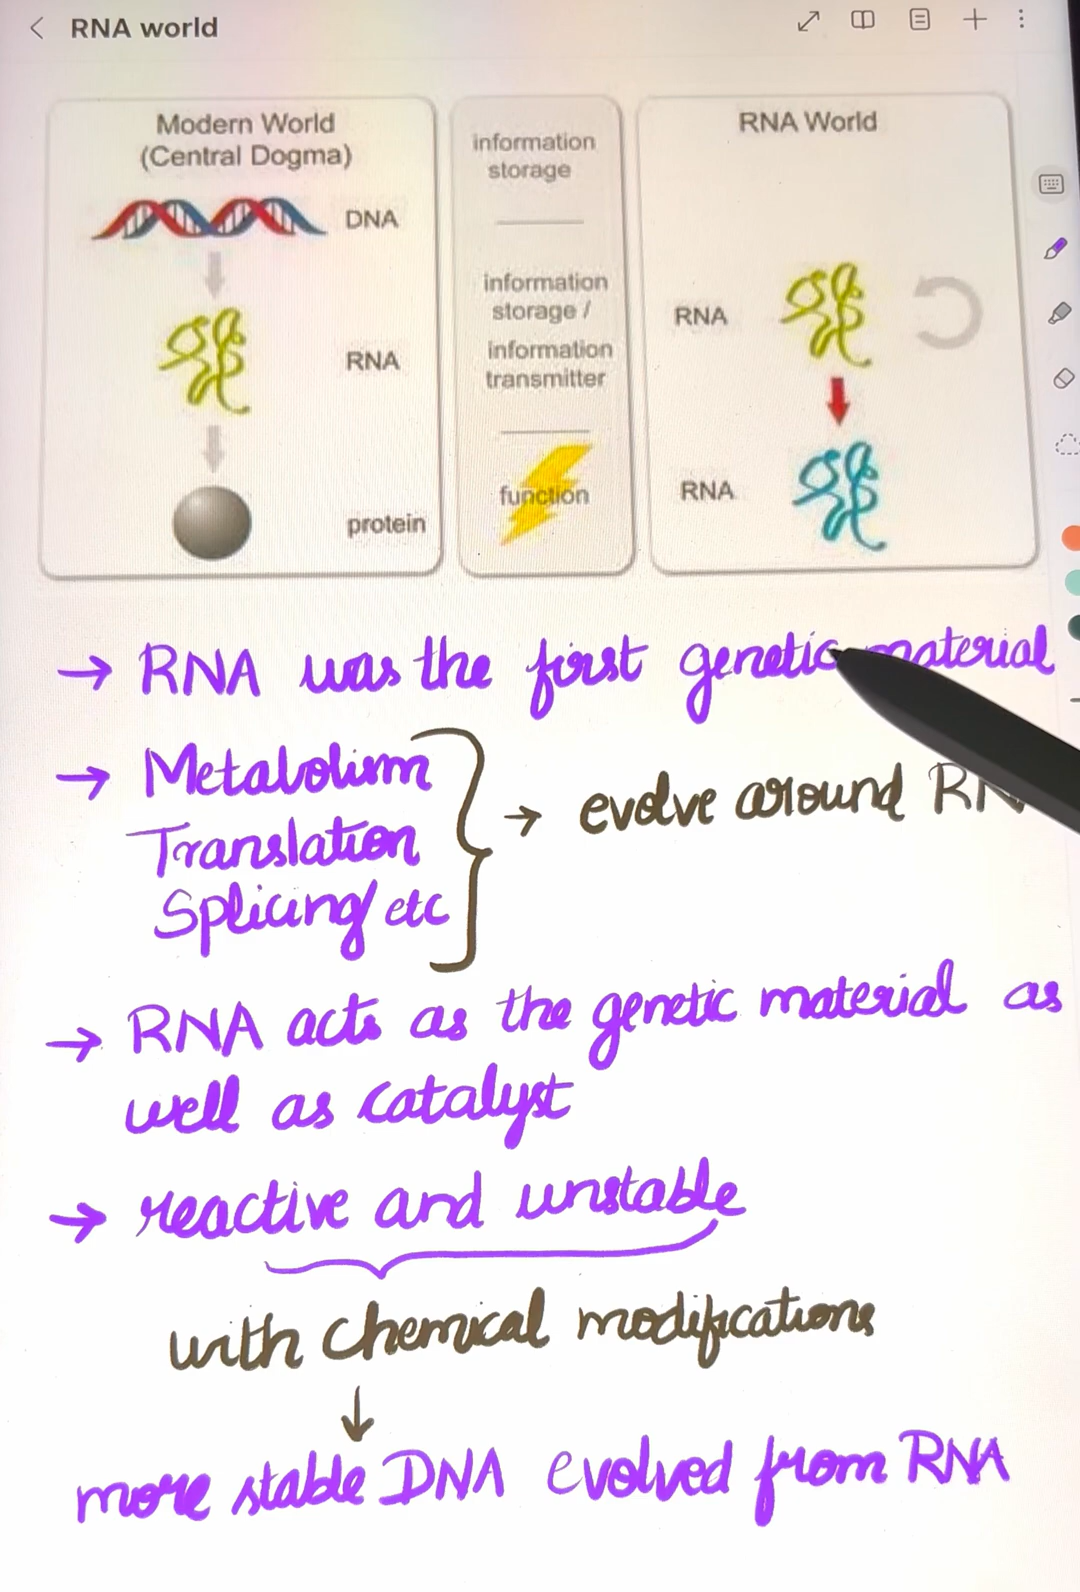 RNA world
Modern World
(Central Dogma)
DNA
RNA
protein
information
storage
information
storage /
information
transmitter
function
RNA World
RNA
RNA
→ RNA was the first genetic material
→ Metabolism
Translation
Splicing/etc
→ evolve around
→ RNA acts as the genetic material as
well as catalyst
→ reactive and unstable
with chemical modifications
↓
more stable DNA evolved from RNA